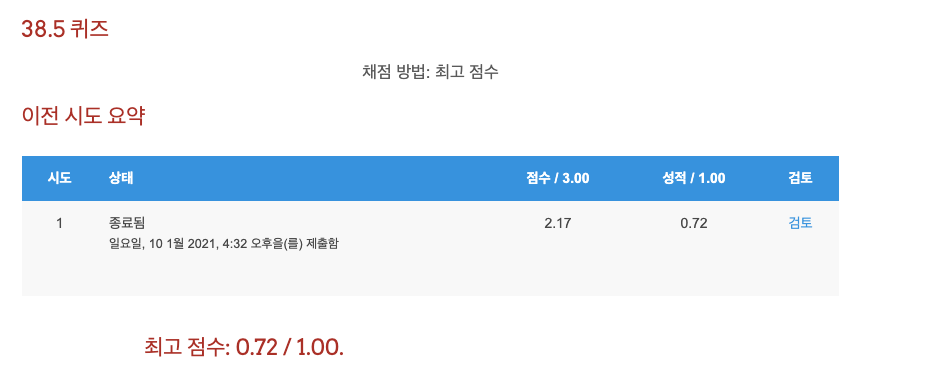 38.5 퀴즈
채점 방법: 최고 점수
이전 시도 요약
시도 상태 점수 / 3.00 성적 / 1.00 검토
1 종료됨 2.17 0.72 검토
일요일, 10 1월 2021, 4:32 오후을(를) 제출함
최고 점수: 0.72 / 1.00.